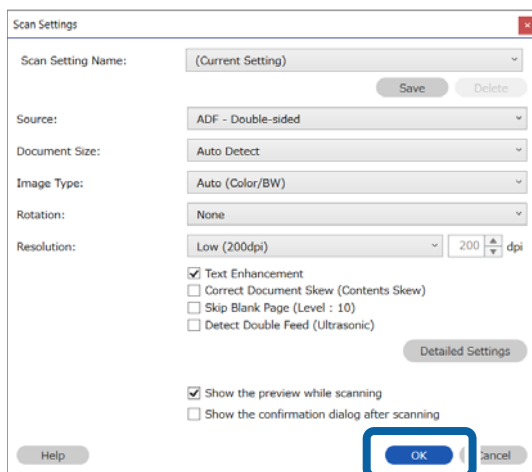 Scan Settings
Scan Setting Name: (Current Setting)
Save Delete
Source: ADF - Double-sided
Document Size: Auto Detect
Image Type: Auto (Color/BW)
Rotation: None
Resolution: Low (200dpi) 200 dpi
Text Enhancement
Correct Document Skew (Contents Skew)
Skip Blank Page (Level : 10)
Detect Double Feed (Ultrasonic)
Detailed Settings
Show the preview while scanning
Show the confirmation dialog after scanning
Help OK Cancel